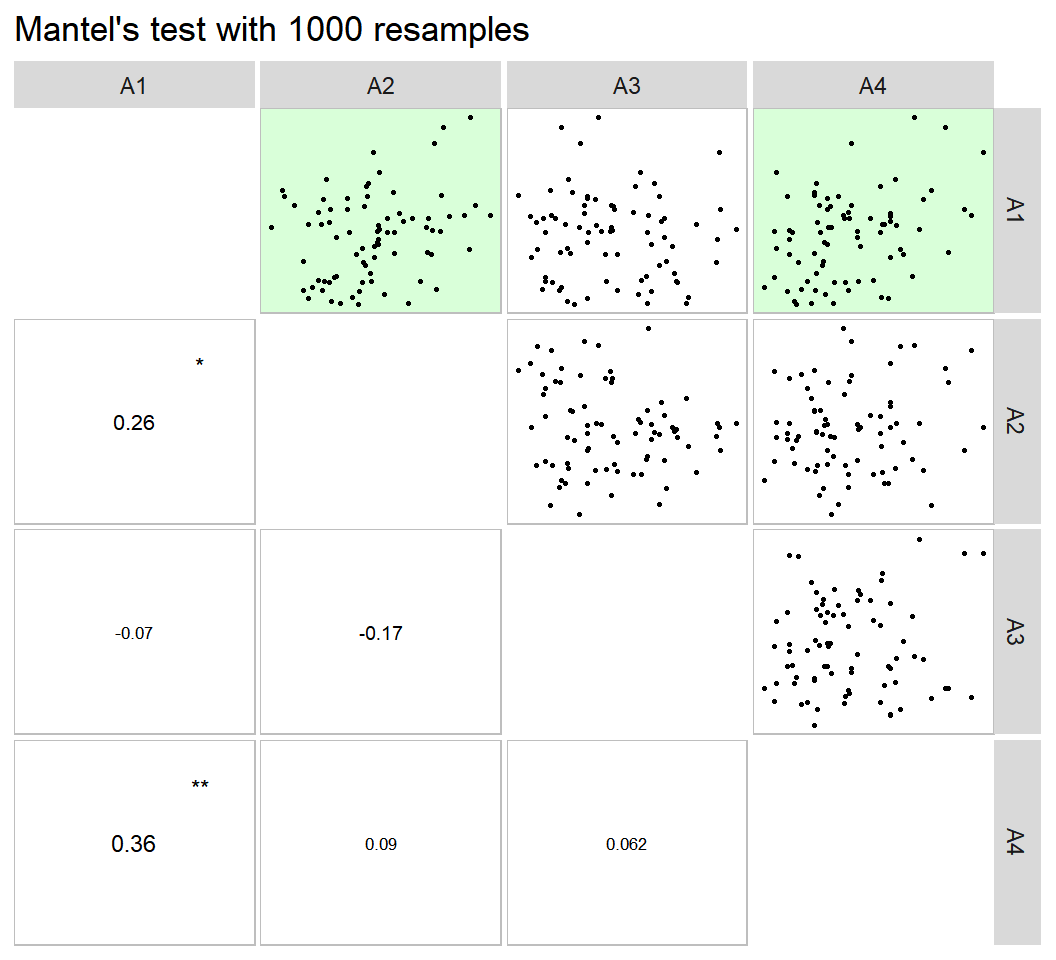 Mantel's test with 1000 resamples
A1 A2 A3 A4
A1
*
0.26
A2
-0.07 -0.17
A3
**
0.36 0.09 0.062
A4